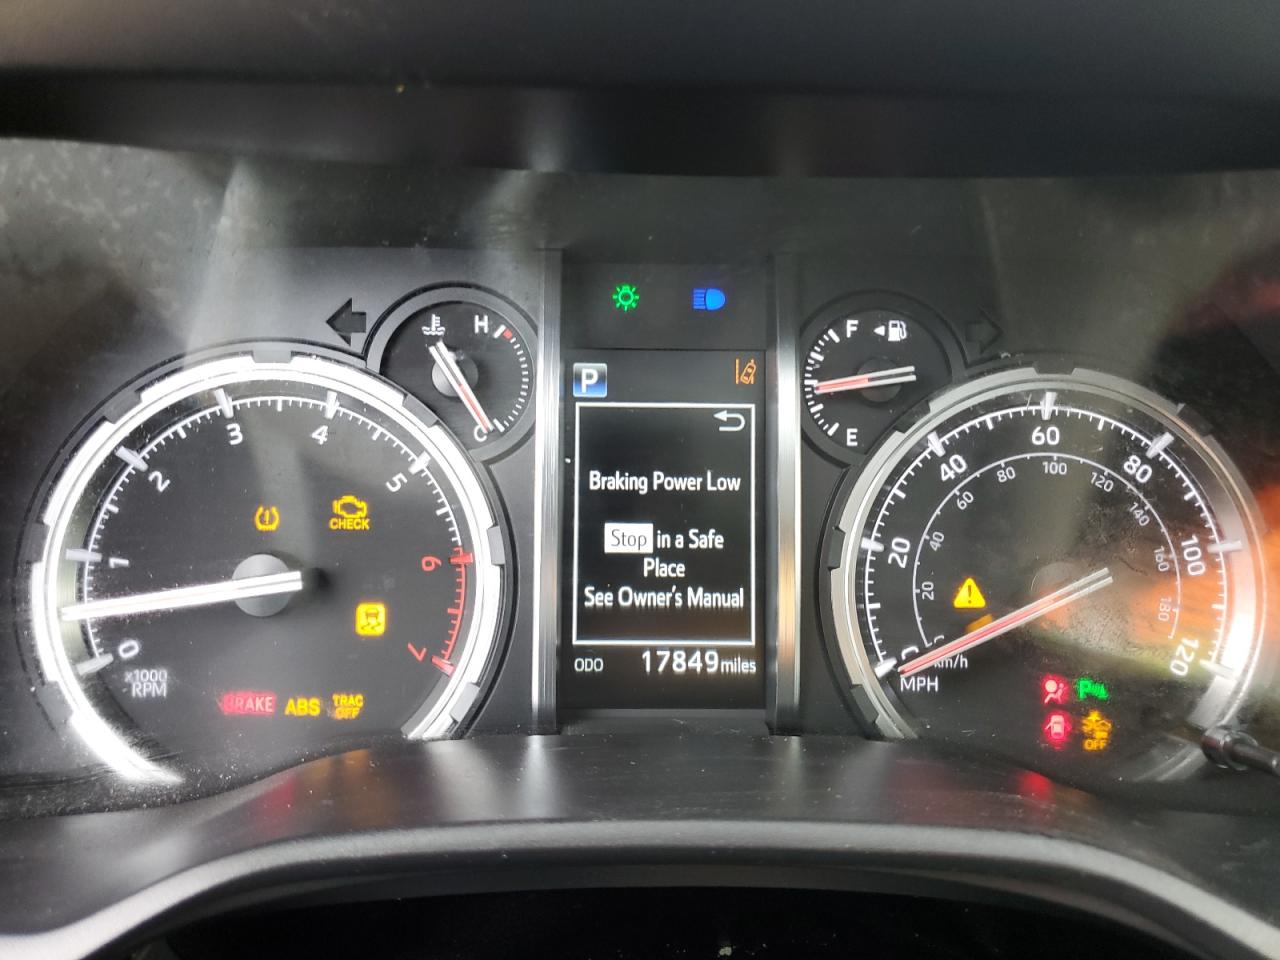 H
C
F
E
P
Braking Power Low
Stop in a Safe
Place
See Owner's Manual
ODO 17849 miles
0
1
2
3
4
5
6
7
x1000
RPM
CHECK
BRAKE ABS TRAC
OFF
20
40
60
80
100
120
20
40
60
80
100
120
140
160
180
km/h
MPH
P
OFF